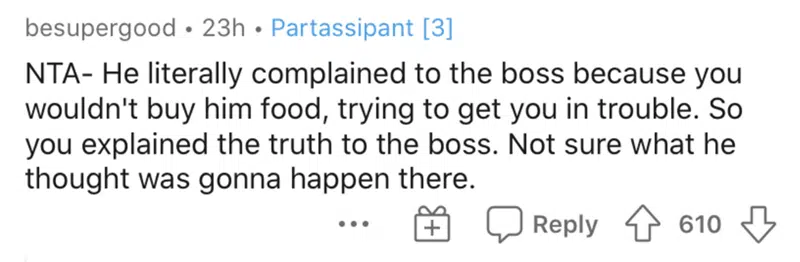 besupergood • 23h • Partassipant [3]
NTA- He literally complained to the boss because you
wouldn't buy him food, trying to get you in trouble. So
you explained the truth to the boss. Not sure what he
thought was gonna happen there.
Reply 610